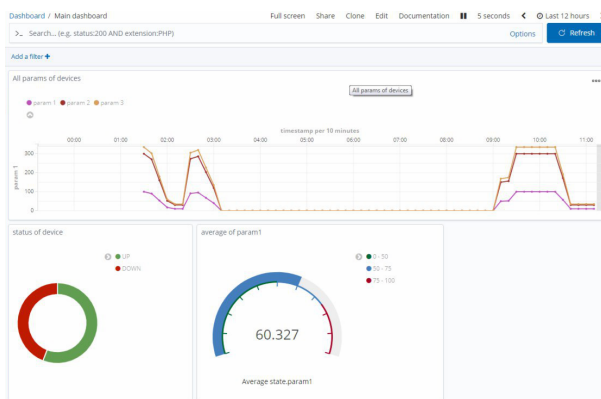 Dashboard / Main dashboard
Full screen Share Clone Edit Documentation 5 seconds Last 12 hours
>_ Search... (e.g. status:200 AND extension:PHP) Options Refresh
Add a filter +
All params of devices
All params of devices
param 1 param 2 param 3
timestamp per 10 minutes
00:00 01:00 02:00 03:00 04:00 05:00 06:00 07:00 08:00 09:00 10:00 11:00
param 1
300
200
100
0
status of device
UP
DOWN
average of param1
0 - 50
50 - 75
75 - 100
60.327
Average state.param1